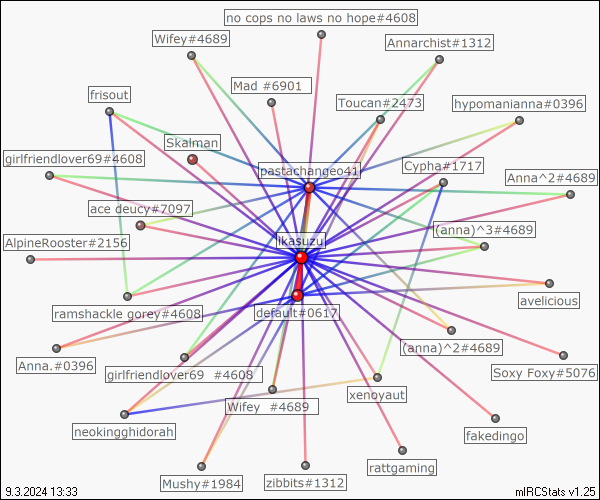 no cops no laws no hope#4608
Wifey#4689
Annarchist#1312
Mad #6901
frisout
Toucan#2473
hypomanianna#0396
Skalman
girlfriendlover69#4608
pastachangeo41
Cypha#1717
Anna^2#4689
ace deucy#7097
(anna)^3#4689
ikasuzu
AlpineRooster#2156
avelicious
ramshackle gorey#4608
default#0617
(anna)^2#4689
Anna.#0396
Soxy Foxy#5076
girlfriendlover69 #4608
xenoyaut
Wifey #4689
neokingghidorah
fakedingo
rattgaming
Mushy#1984
zibbits#1312
9.3.2024 13:33
mIRCStats v1.25